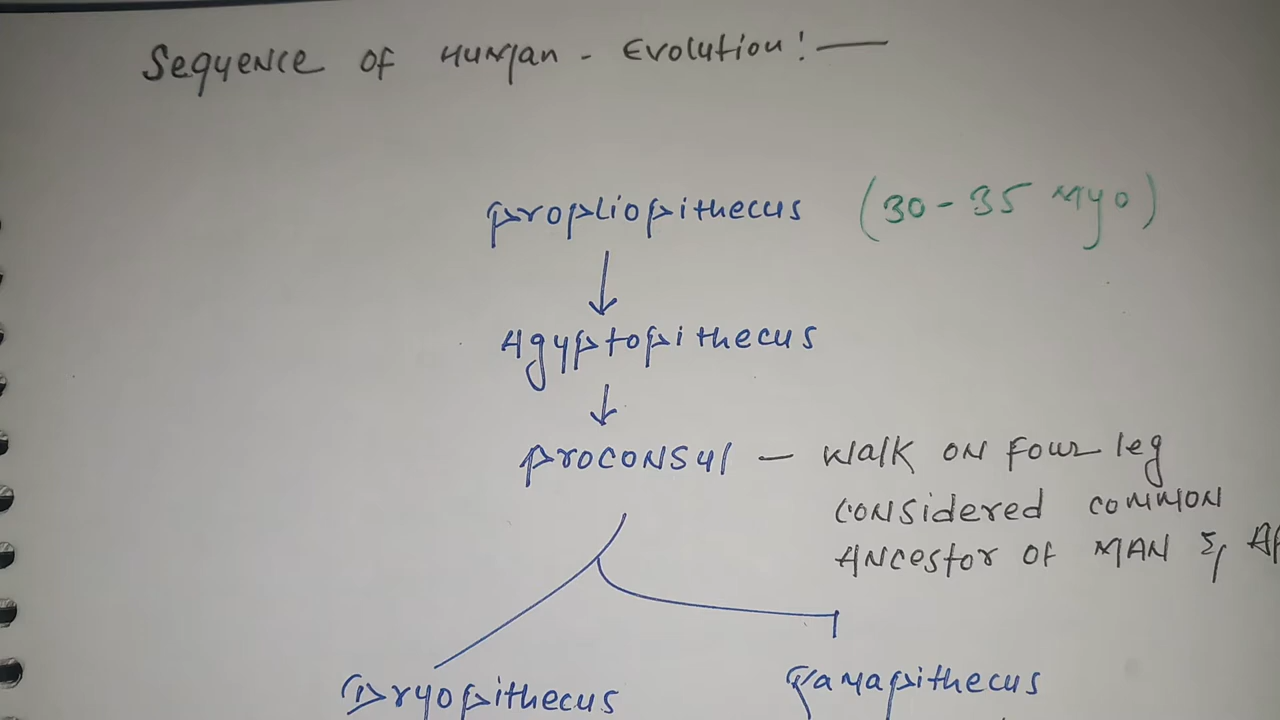 Sequence of Human - Evolution! —
Propliopithecus (30-35 Myo)
Agyptopithecus
Proconsul — Walk on four leg
considered common
Ancestor of MAN &
Dryopithecus Ramapithecus